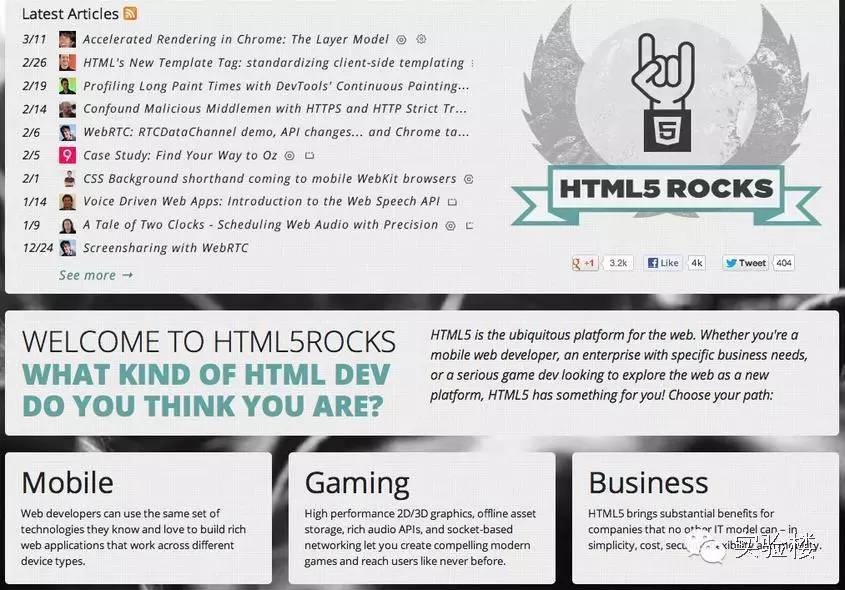 Latest Articles
3/11 Accelerated Rendering in Chrome: The Layer Model
2/26 HTML's New Template Tag: standardizing client-side templating
2/19 Profiling Long Paint Times with DevTools' Continuous Painting...
2/14 Confound Malicious Middlemen with HTTPS and HTTP Strict Tr...
2/6 WebRTC: RTCDataChannel demo, API changes... and Chrome ta...
2/5 9 Case Study: Find Your Way to Oz
2/1 CSS Background shorthand coming to mobile WebKit browsers
1/14 Voice Driven Web Apps: Introduction to the Web Speech API
1/9 A Tale of Two Clocks - Scheduling Web Audio with Precision
12/24 Screensharing with WebRTC
See more →
5
HTML5 ROCKS
g +1 3.2k Like 4k Tweet 404
WELCOME TO HTML5ROCKS
WHAT KIND OF HTML DEV
DO YOU THINK YOU ARE?
HTML5 is the ubiquitous platform for the web. Whether you're a
mobile web developer, an enterprise with specific business needs,
or a serious game dev looking to explore the web as a new
platform, HTML5 has something for you! Choose your path:
Mobile
Web developers can use the same set of
technologies they know and love to build rich
web applications that work across different
device types.
Gaming
High performance 2D/3D graphics, offline asset
storage, rich audio APIs, and socket-based
networking let you create compelling modern
games and reach users like never before.
Business
HTML5 brings substantial benefits for
companies that no other IT model can – in
simplicity, cost,
实验楼